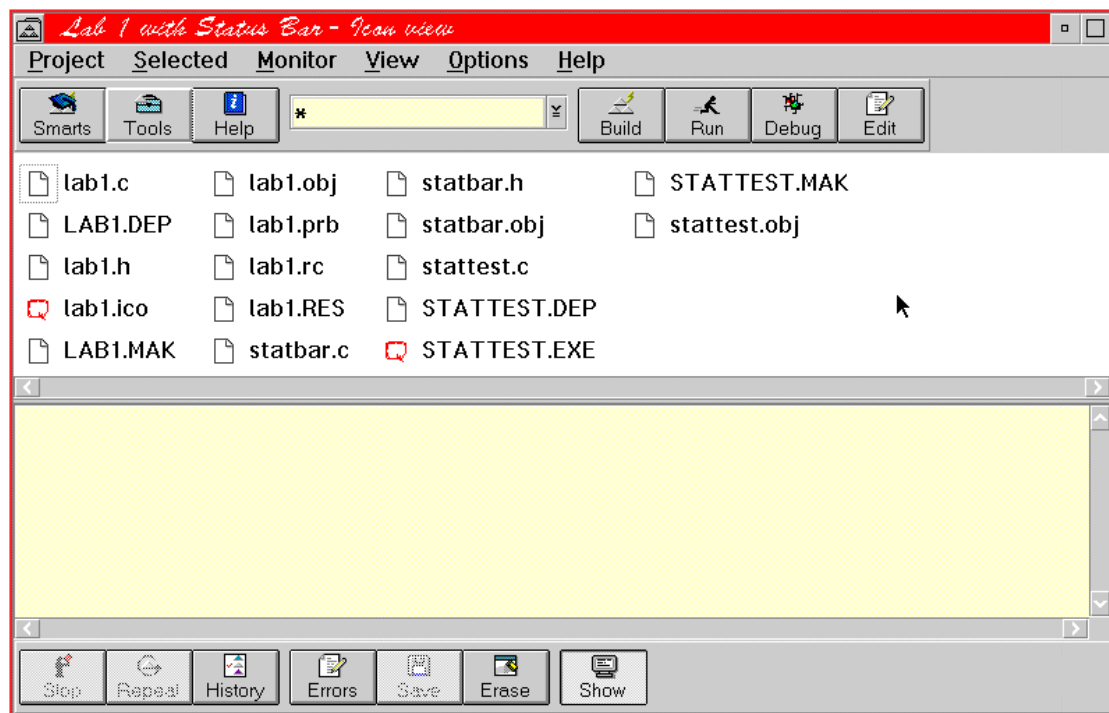 Lab 1 with Status Bar - Icon view
Project Selected Monitor View Options Help
Smarts Tools Help * Build Run Debug Edit
lab1.c lab1.obj statbar.h STATTEST.MAK
LAB1.DEP lab1.prb statbar.obj stattest.obj
lab1.h lab1.rc stattest.c
lab1.ico lab1.RES STATTEST.DEP
LAB1.MAK statbar.c STATTEST.EXE
Stop Repeat History Errors Save Erase Show